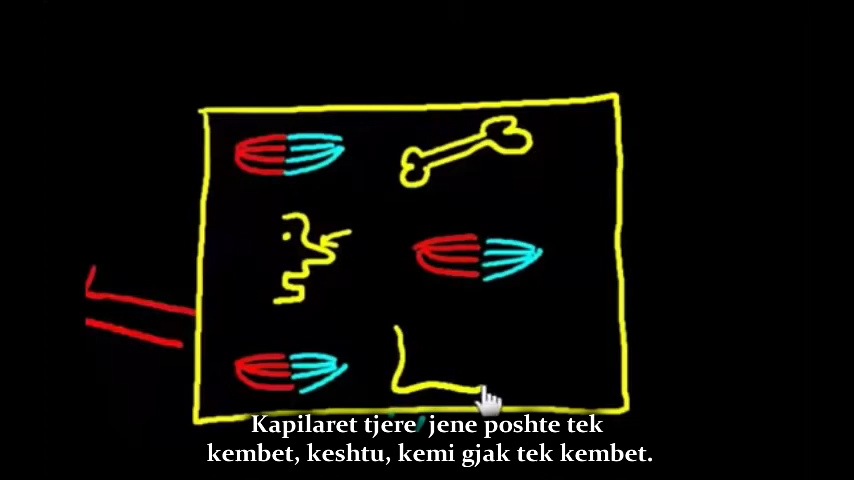 Kapilaret tjere jene poshte tek
kembet, keshtu, kemi gjak tek kembet.